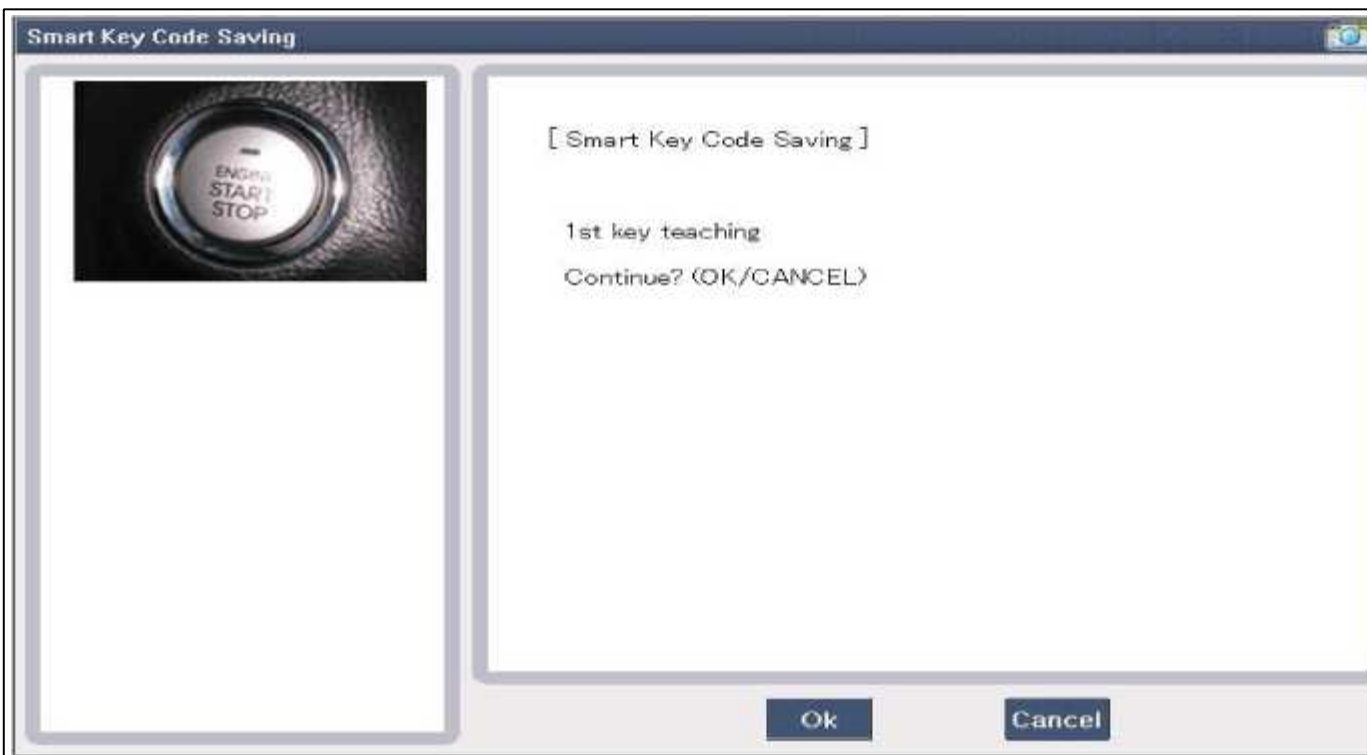 Smart Key Code Saving
ENGINE
START
STOP
[ Smart Key Code Saving ]
1st key teaching
Continue? (OK/CANCEL)
Ok
Cancel